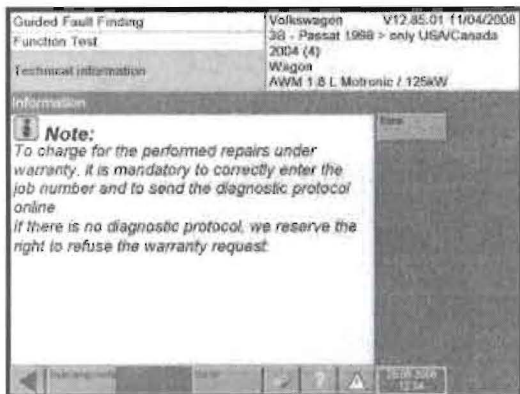 Guided Fault Finding
Function Test
Technical information
Volkswagen V12.85.01 11/04/2008
3B - Passat 1998 > only USA/Canada
2004 (4)
Wagon
AWM 1.8 L Motronic / 125kW
Information
Note:
To charge for the performed repairs under
warranty, it is mandatory to correctly enter the
job number and to send the diagnostic protocol
online
if there is no diagnostic protocol, we reserve the
right to refuse the warranty request.
?